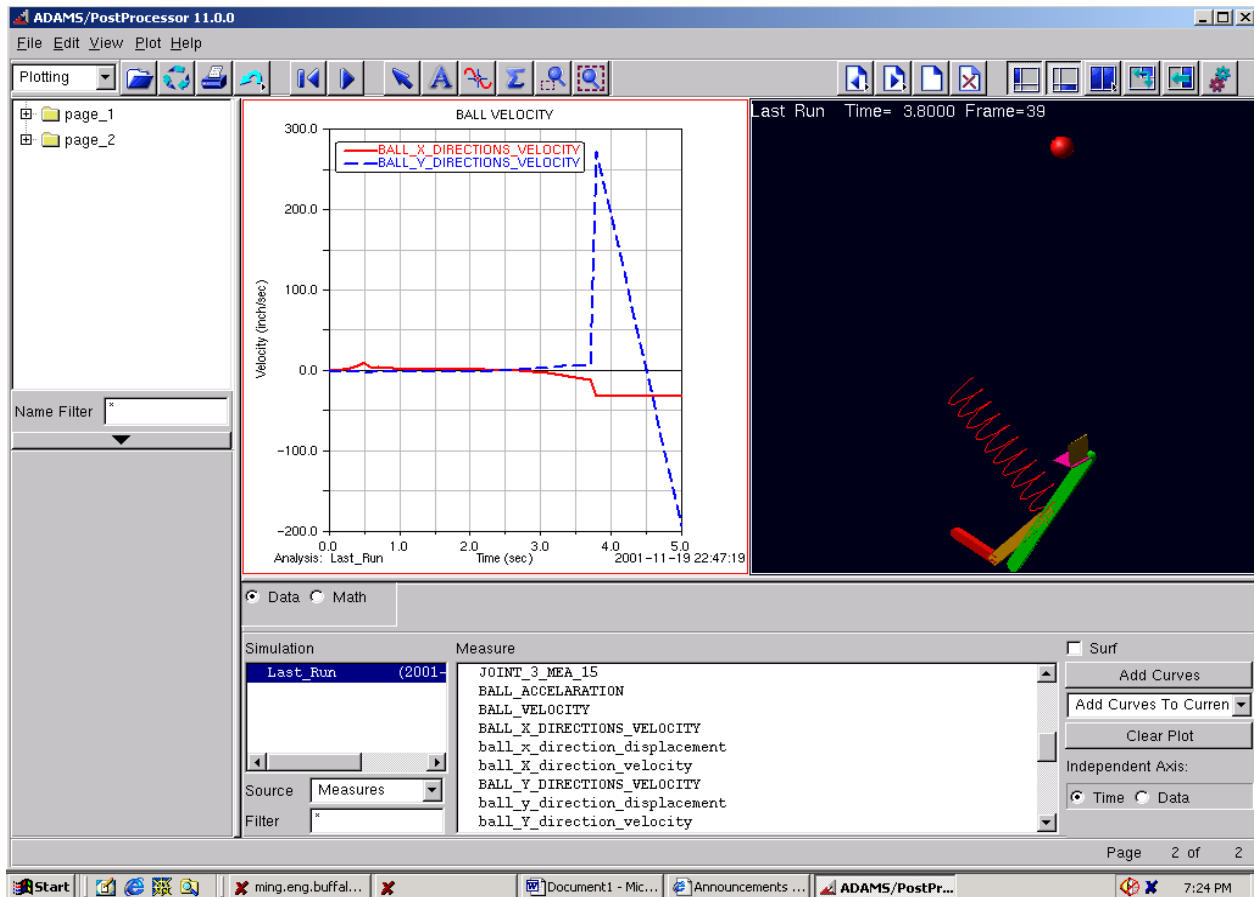 ADAMS/PostProcessor 11.0.0
File Edit View Plot Help
Plotting
page_1
page_2
Name Filter *
BALL VELOCITY
BALL_X_DIRECTIONS_VELOCITY
BALL_Y_DIRECTIONS_VELOCITY
300.0
200.0
100.0
0.0
-100.0
-200.0
Velocity (inch/sec)
0.0 1.0 2.0 3.0 4.0 5.0
Analysis: Last_Run Time (sec) 2001-11-19 22:47:19
Last_Run Time= 3.8000 Frame=39
Data Math
Simulation
Last_Run (2001-
Source Measures
Filter *
Measure
JOINT_3_MEA_15
BALL_ACCELARATION
BALL_VELOCITY
BALL_X_DIRECTIONS_VELOCITY
ball_x_direction_displacement
ball_X_direction_velocity
BALL_Y_DIRECTIONS_VELOCITY
ball_y_direction_displacement
ball_Y_direction_velocity
Surf
Add Curves
Add Curves To Curren
Clear Plot
Independent Axis:
Time Data
Page 2 of 2
Start ming.eng.buffal... Document1 - Mic... Announcements ... ADAMS/PostPr... 7:24 PM